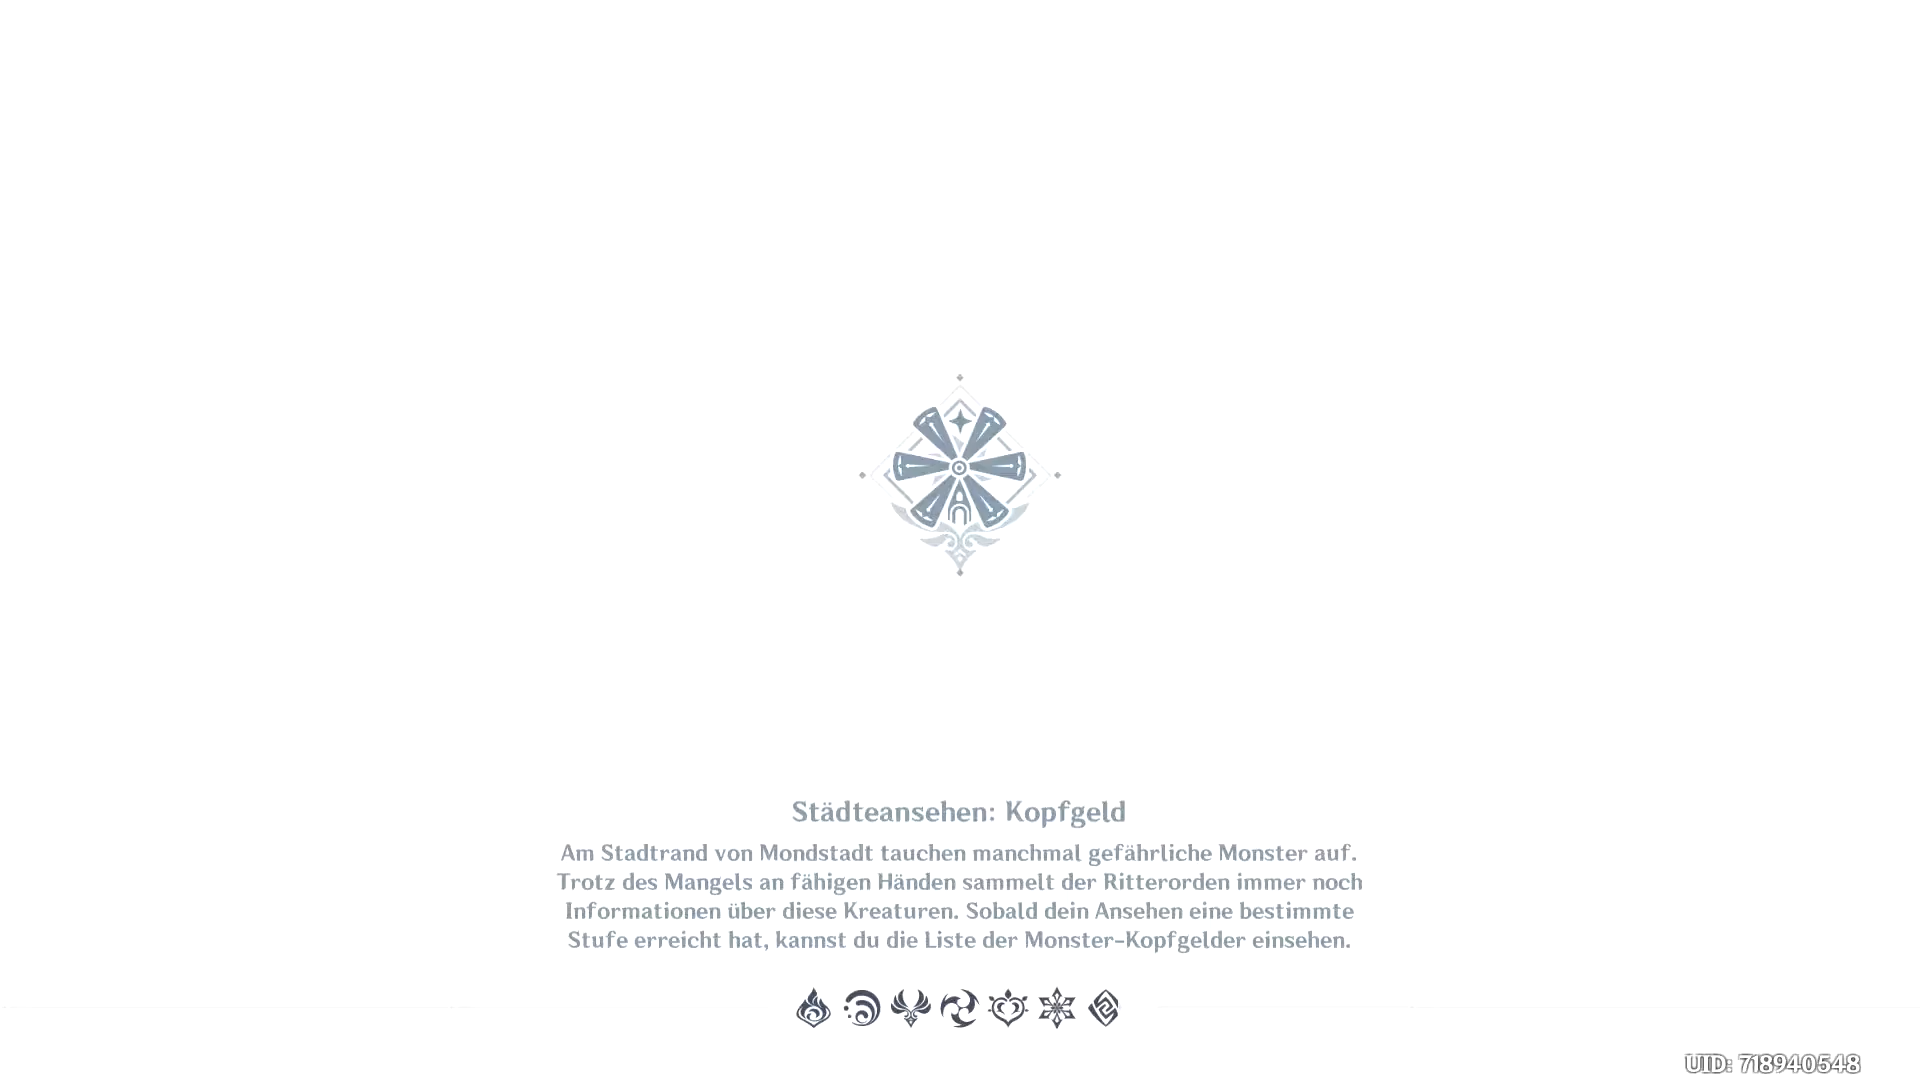 Städteansehen: Kopfgeld
Am Stadtrand von Mondstadt tauchen manchmal gefährliche Monster auf.
Trotz des Mangels an fähigen Händen sammelt der Ritterorden immer noch
Informationen über diese Kreaturen. Sobald dein Ansehen eine bestimmte
Stufe erreicht hat, kannst du die Liste der Monster-Kopfgelder einsehen.
UID: 718940548